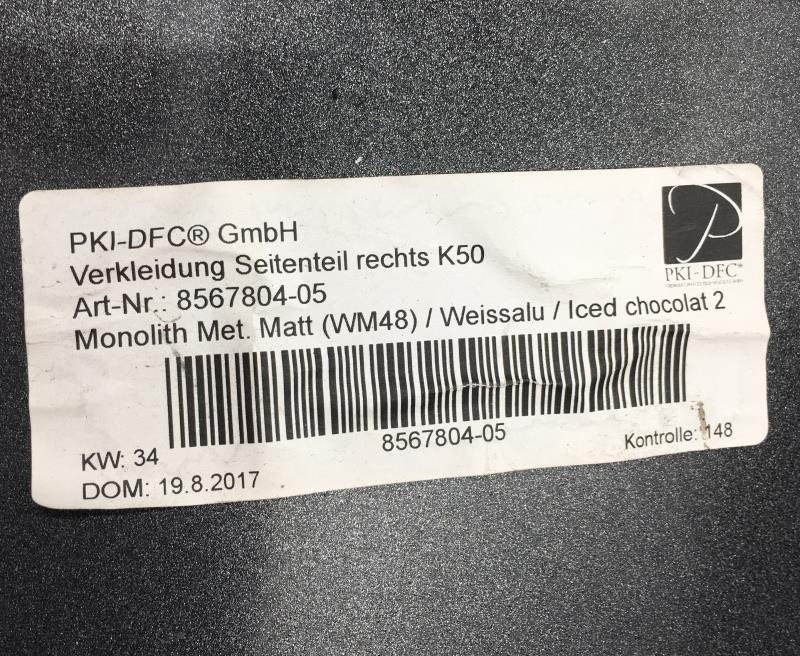 PKI-DFC® GmbH
Verkleidung Seitenteil rechts K50
Art-Nr.: 8567804-05
Monolith Met. Matt (WM48) / Weissalu / Iced chocolat 2
8567804-05
KW: 34
DOM: 19.8.2017
Kontrolle: 148
P
PKI-DFC